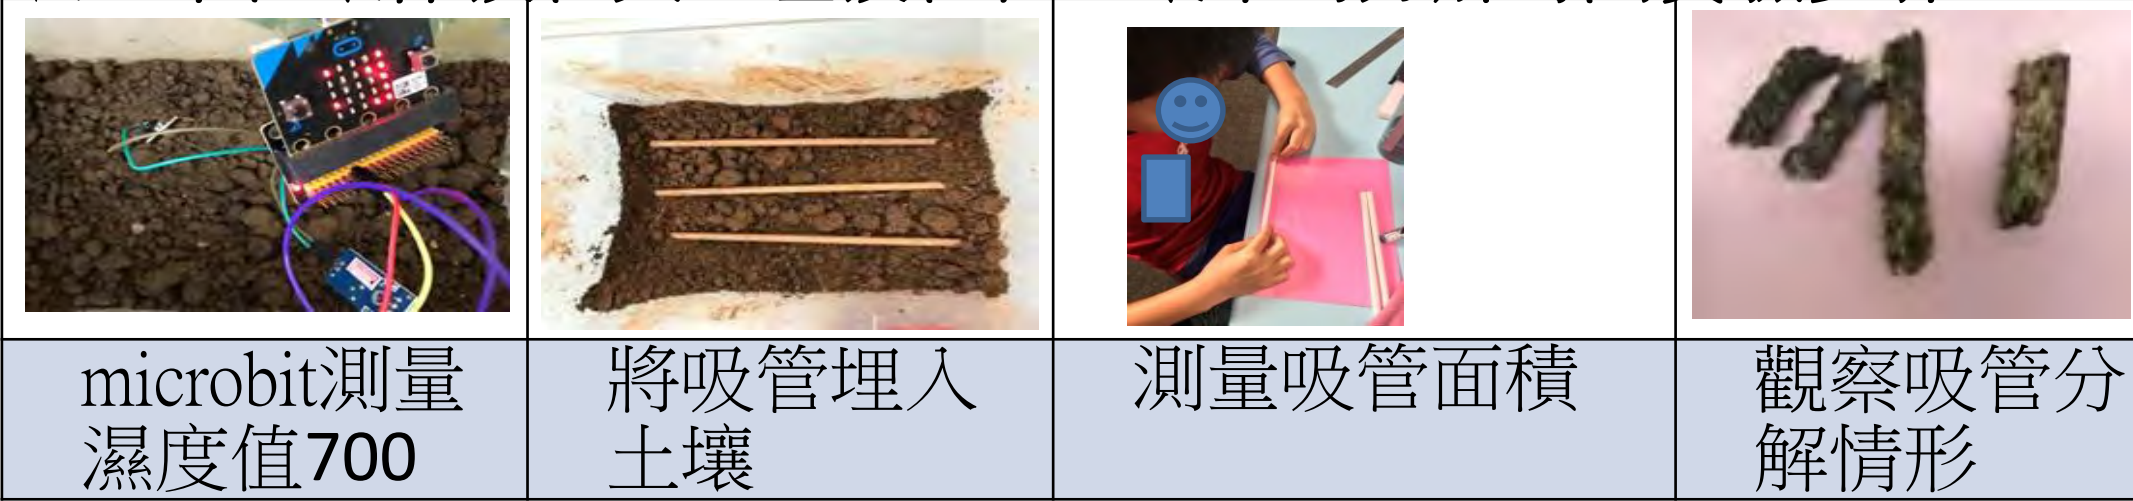 microbit測量
濕度值700
將吸管埋入
土壤
測量吸管面積
觀察吸管分
解情形